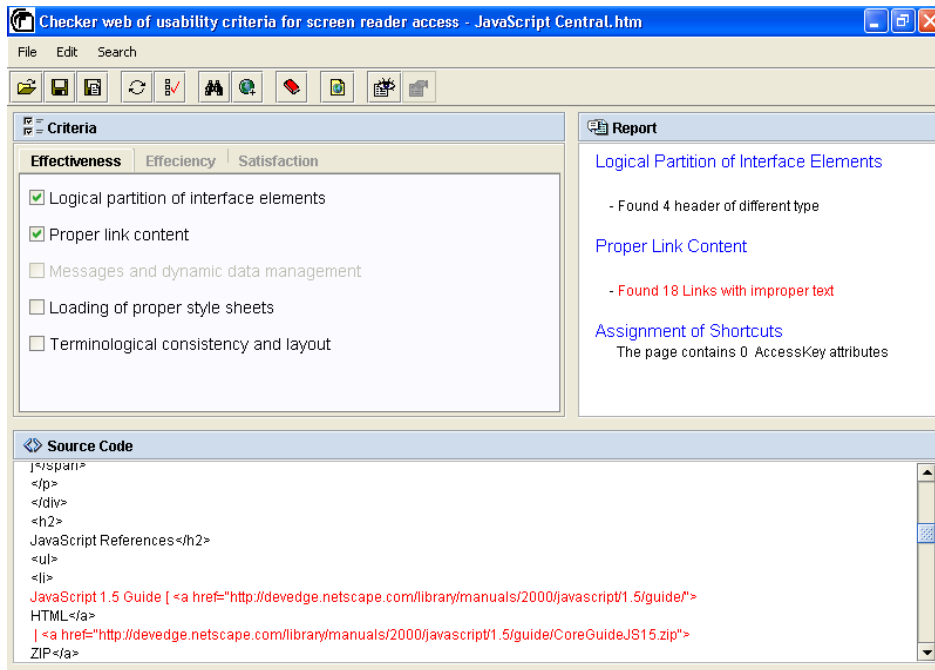 Checker web of usability criteria for screen reader access - JavaScript Central.htm
File Edit Search
Criteria
Effectiveness Effeciency Satisfaction
Logical partition of interface elements
Proper link content
Messages and dynamic data management
Loading of proper style sheets
Terminological consistency and layout
Report
Logical Partition of Interface Elements
- Found 4 header of different type
Proper Link Content
- Found 18 Links with improper text
Assignment of Shortcuts
The page contains 0 AccessKey attributes
Source Code
]</span>
</p>
</div>
<h2>
JavaScript References</h2>
<ul>
<li>
JavaScript 1.5 Guide [ <a href="http://devedge.netscape.com/library/manuals/2000/javascript/1.5/guide/">
HTML</a>
| <a href="http://devedge.netscape.com/library/manuals/2000/javascript/1.5/guide/CoreGuideJS15.zip">
ZIP</a>